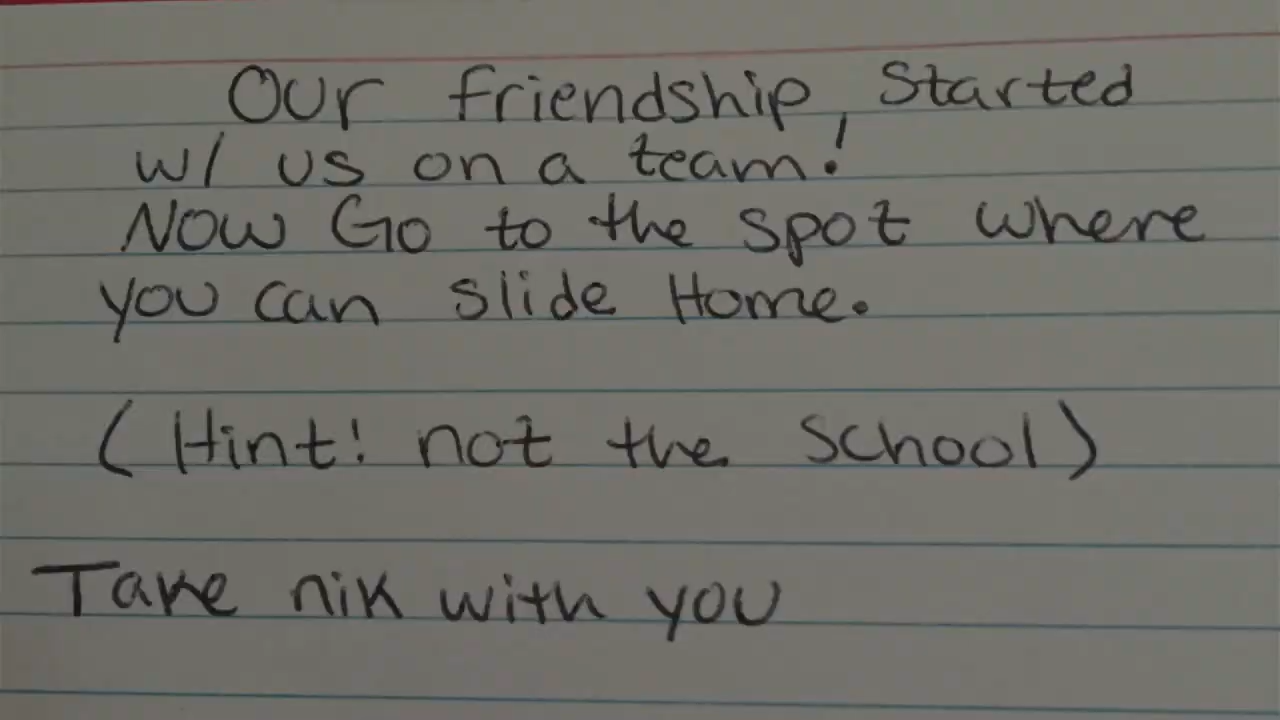 Our friendship, Started
w/ us on a team!
NOW GO to the spot where
you can slide Home.
(Hint! not the School)
Take nik with you